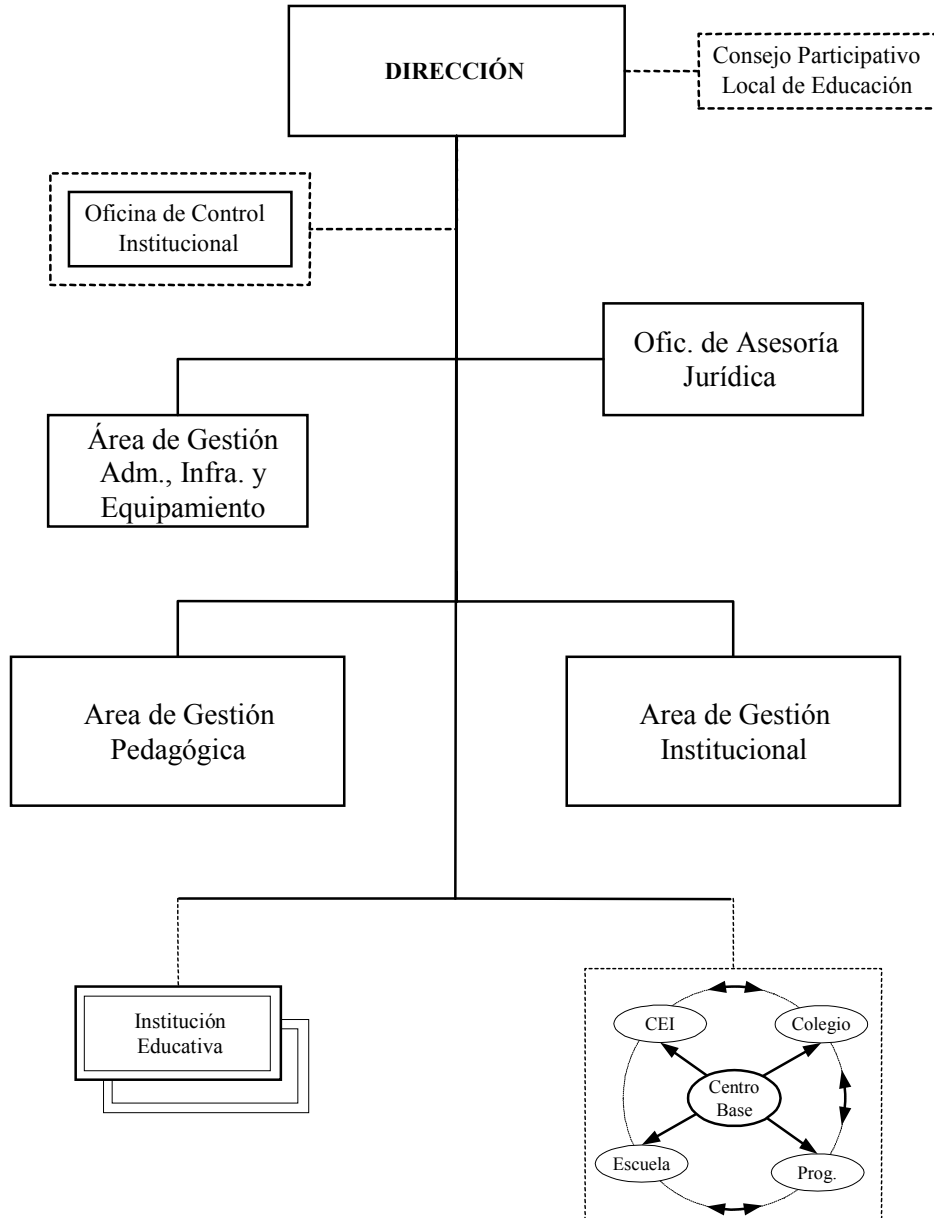 DIRECCIÓN
Consejo Participativo
Local de Educación
Oficina de Control
Institucional
Ofic. de Asesoría
Jurídica
Área de Gestión
Adm., Infra. y
Equipamiento
Area de Gestión
Pedagógica
Area de Gestión
Institucional
Institución
Educativa
CEI
Colegio
Centro
Base
Escuela
Prog.